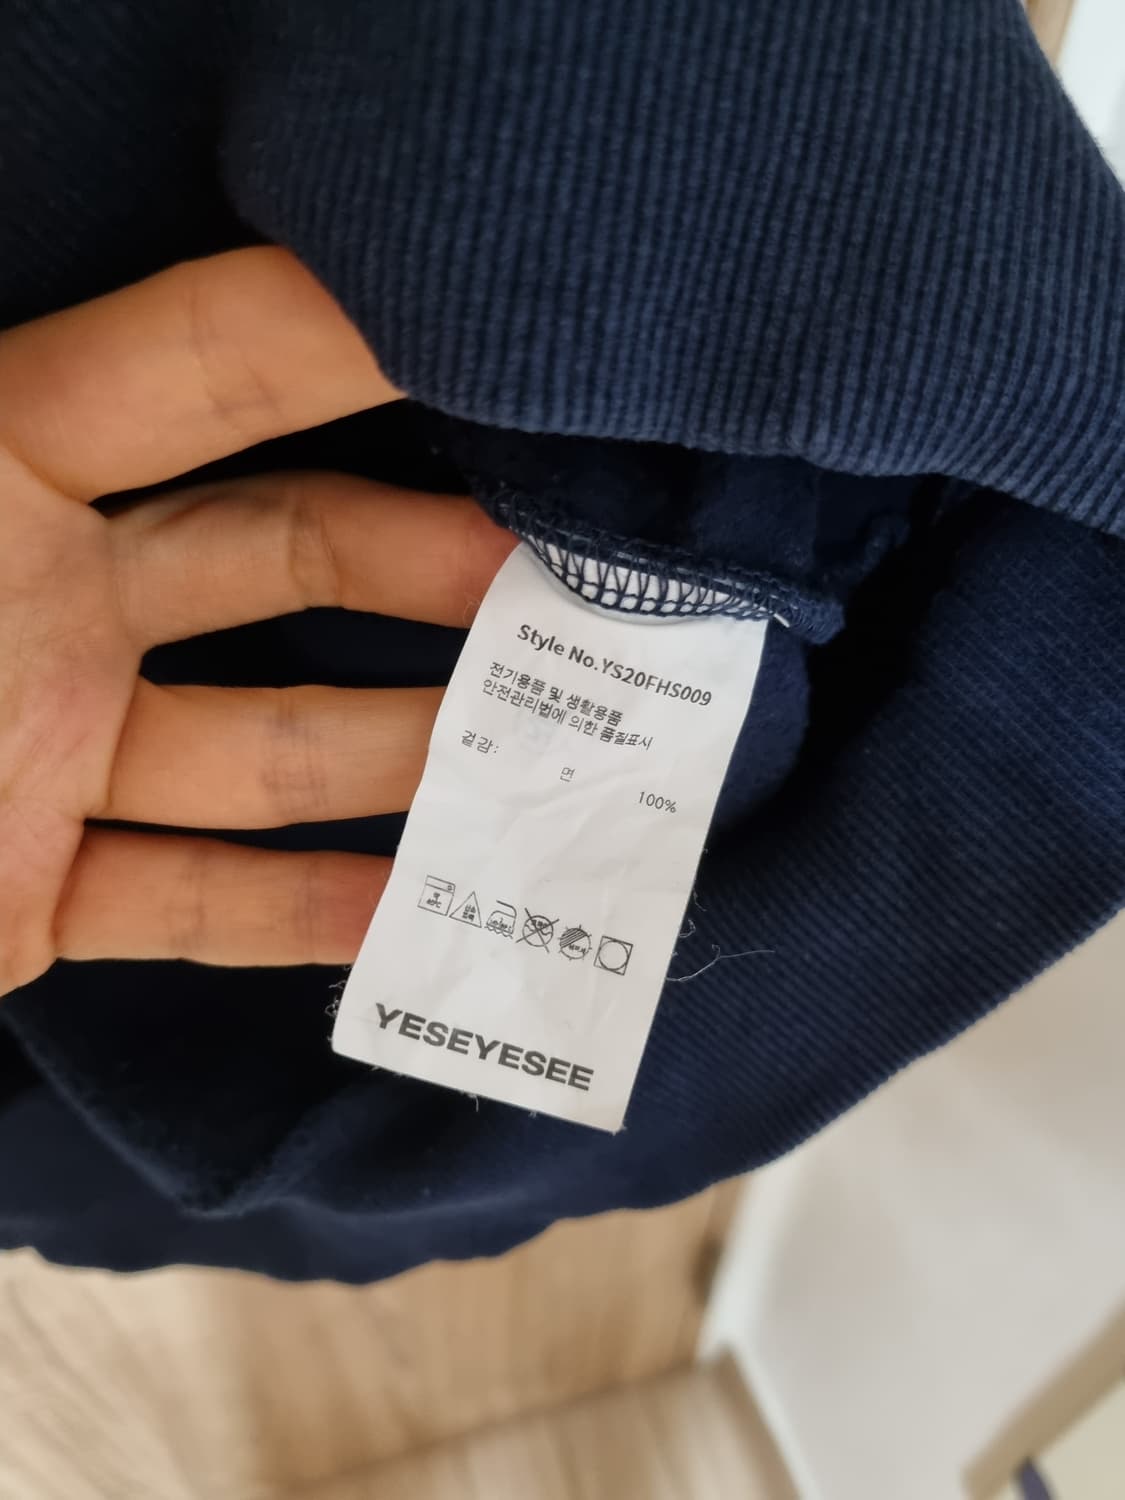 Style No.YS20FHS009
전기용품 및 생활용품
안전관리법에 의한 품질표시
겉감: 면 100%
YESEYESEE